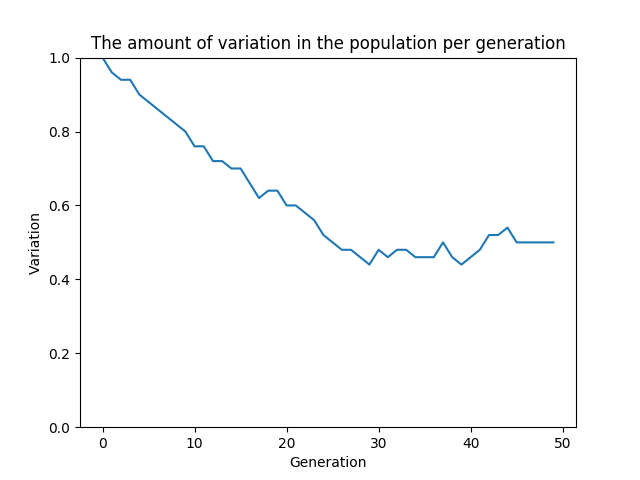 The amount of variation in the population per generation
1.0
0.8
0.6
0.4
0.2
0.0
Variation
0 10 20 30 40 50
Generation